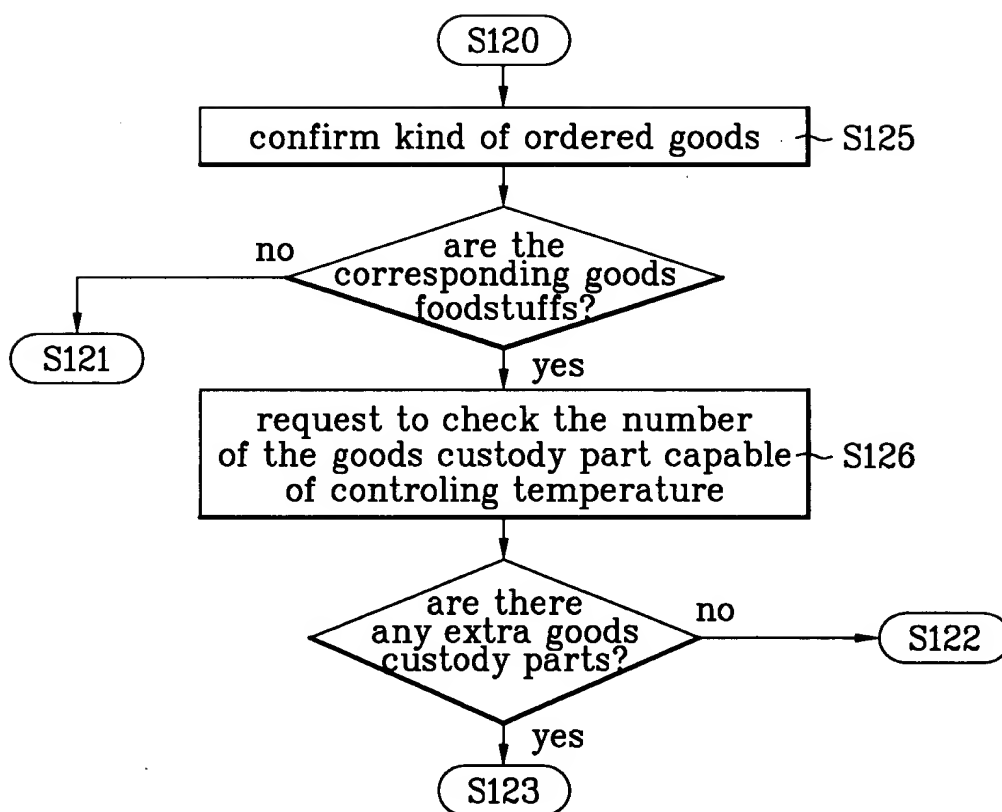 S120
confirm kind of ordered goods
S125
are the
corresponding goods
foodstuffs?
no
S121
yes
request to check the number
of the goods custody part capable
of controling temperature
S126
are there
any extra goods
custody parts?
no
S122
yes
S123